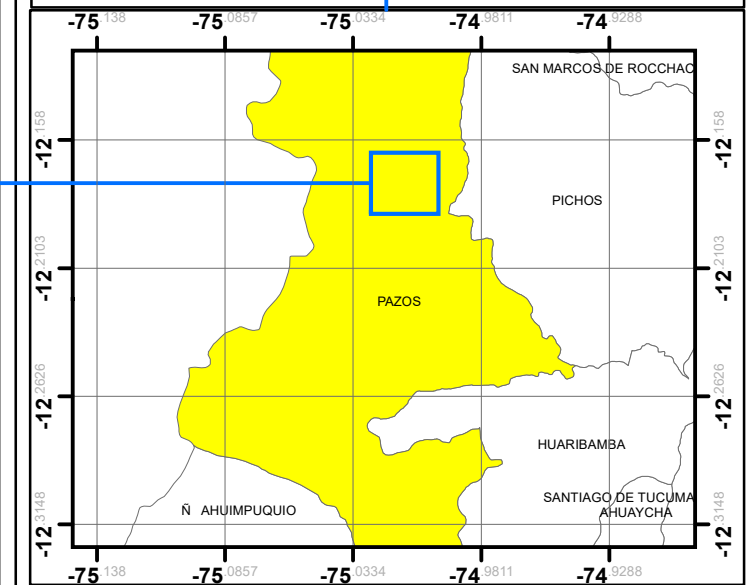 -75.138 -75.0857 -75.0334 -74.9811 -74.9288
SAN MARCOS DE ROCCHAC
-12.158 -12.158
PICHOS
-12.2103 -12.2103
PAZOS
-12.2626 -12.2626
HUARIBAMBA
SANTIAGO DE TUCUMA
Ñ AHUIMPUQUIO AHUAYCHA
-12.3148 -12.3148
-75.138 -75.0857 -75.0334 -74.9811 -74.9288